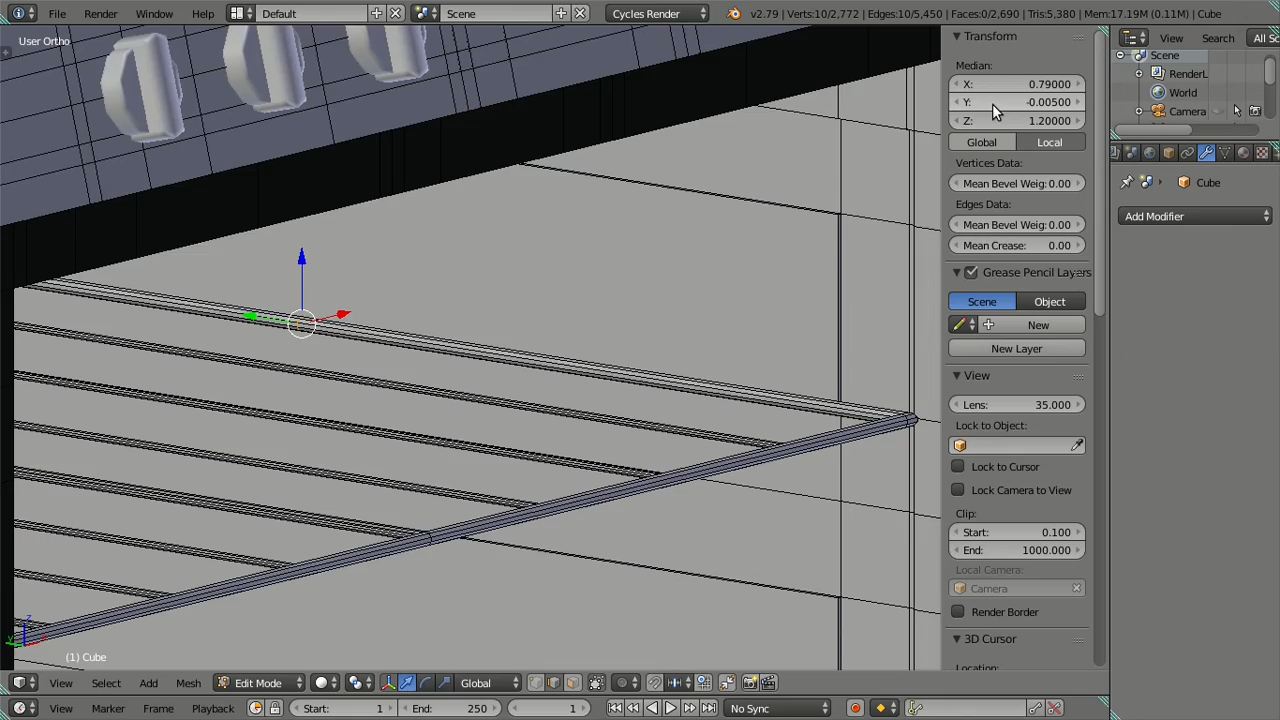 File Render Window Help Default Scene Cycles Render v2.79 | Verts:10/2,772 | Edges:10/5,450 | Faces:0/2,690 | Tris:5,380 | Mem:17.19M (0.11M) | Cube
User Ortho
Transform
Median:
X: 0.79000
Y: -0.00500
Z: 1.20000
Global Local
Vertices Data:
Mean Bevel Weig: 0.00
Edges Data:
Mean Bevel Weig: 0.00
Mean Crease: 0.00
Grease Pencil Layers
Scene Object
New
New Layer
View
Lens: 35.000
Lock to Object:
Lock to Cursor
Lock Camera to View
Clip:
Start: 0.100
End: 1000.000
Local Camera:
Camera
Render Border
3D Cursor
Location:
View Search All Sc
Scene
RenderL
World
Camera
Cube
Add Modifier
z
y
x
(1) Cube
View Select Add Mesh Edit Mode Global
View Marker Frame Playback Start: 1 End: 250 1 No Sync